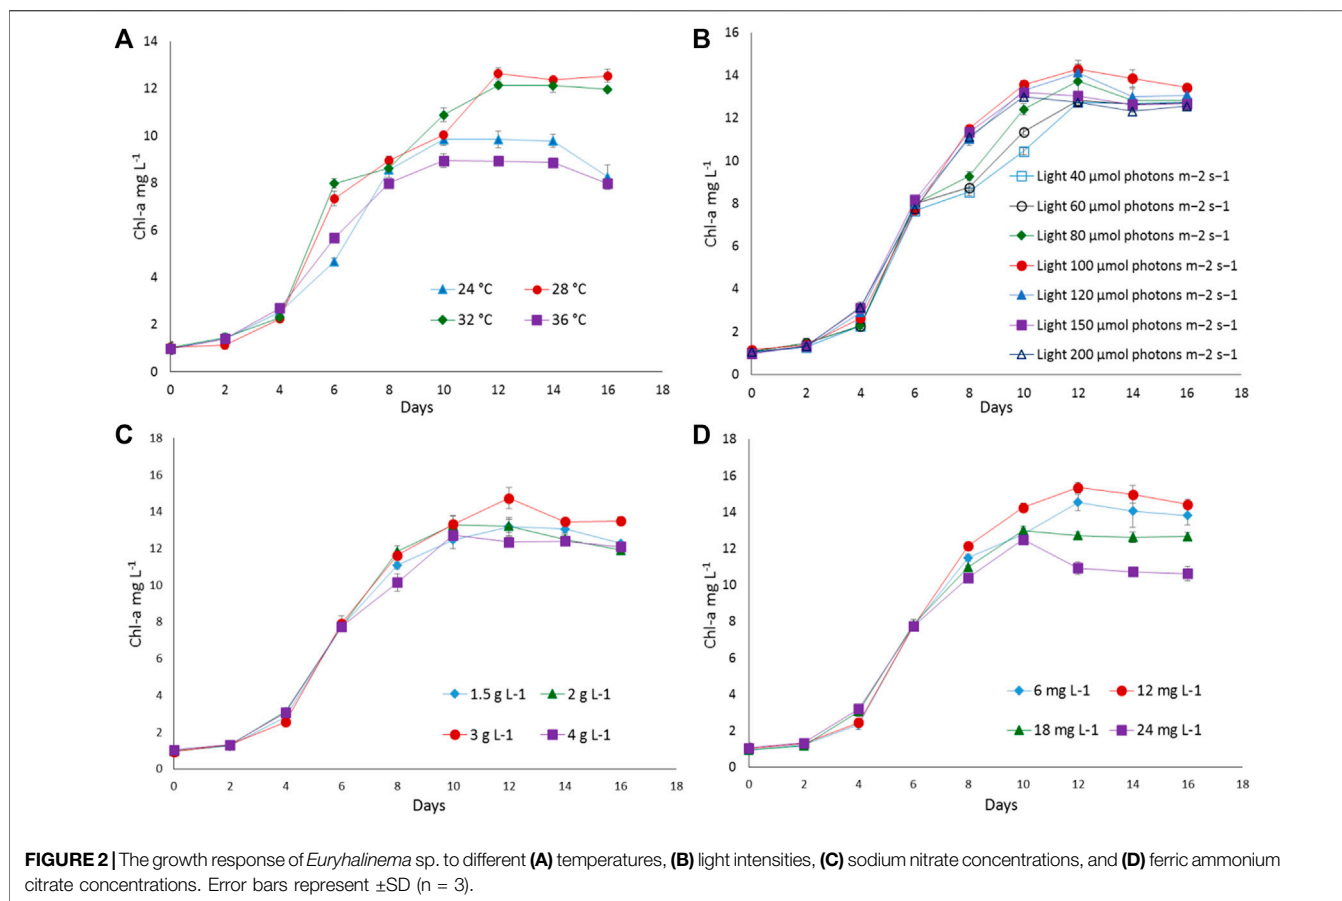 A
14
12
10
8
6
4
2
0
Chl-a mg L-1
24 °C 28 °C
32 °C 36 °C
0 2 4 6 8 10 12 14 16 18
Days
B
16
14
12
10
8
6
4
2
0
Chl-a mg L-1
Light 40 µmol photons m−2 s−1
Light 60 µmol photons m−2 s−1
Light 80 µmol photons m−2 s−1
Light 100 µmol photons m−2 s−1
Light 120 µmol photons m−2 s−1
Light 150 µmol photons m−2 s−1
Light 200 µmol photons m−2 s−1
0 2 4 6 8 10 12 14 16 18
Days
C
18
16
14
12
10
8
6
4
2
0
Chl-a mg L-1
1.5 g L-1 2 g L-1
3 g L-1 4 g L-1
0 2 4 6 8 10 12 14 16 18
Days
D
18
16
14
12
10
8
6
4
2
0
Chl-a mg L-1
6 mg L-1 12 mg L-1
18 mg L-1 24 mg L-1
0 2 4 6 8 10 12 14 16 18
Days
FIGURE 2 | The growth response of Euryhalinema sp. to different (A) temperatures, (B) light intensities, (C) sodium nitrate concentrations, and (D) ferric ammonium
citrate concentrations. Error bars represent ±SD (n = 3).